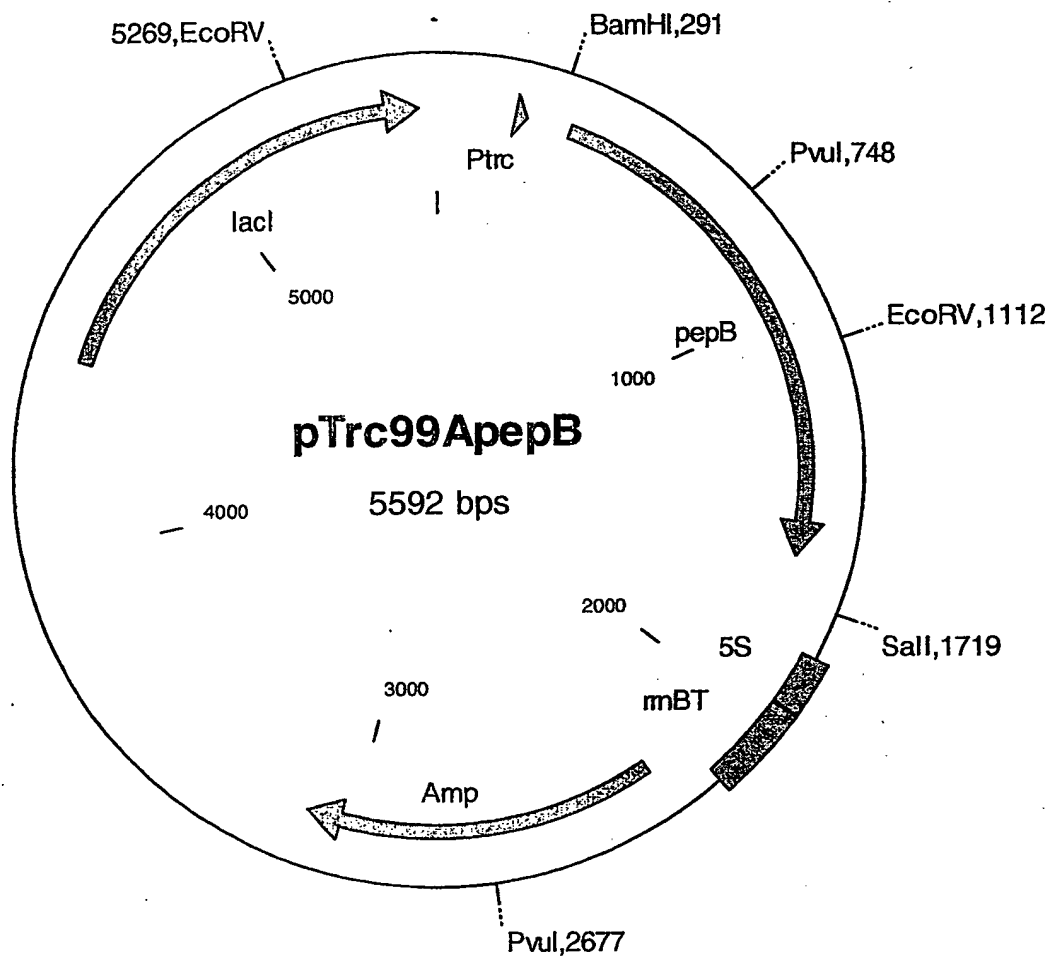 5269,EcoRV
BamHI,291
Ptrc
PvuI,748
I
lacI
5000
EcoRV,1112
pepB
1000
pTrc99ApepB
5592 bps
4000
2000
5S
SalI,1719
3000
rrnBT
Amp
PvuI,2677